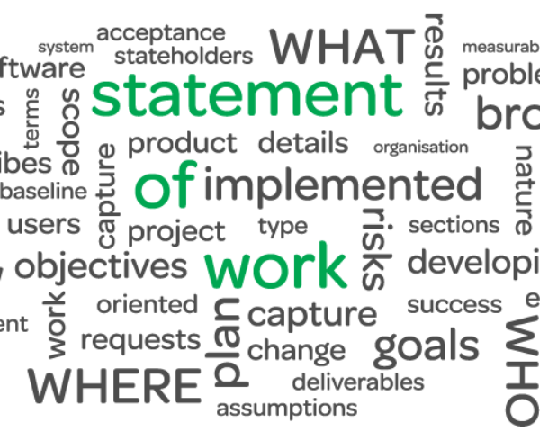 acceptance
WHAT
results
system
stateholders
measurab
ftware
proble
statement
terms
scope
bro
product details
organisation
ibes
capture
of implemented
nature
baseline
users
project
type
risks
sections
objectives
work
developi
work
oriented
plan
capture
success
ent
requests
change
goals
WHO
WHERE
deliverables
assumptions